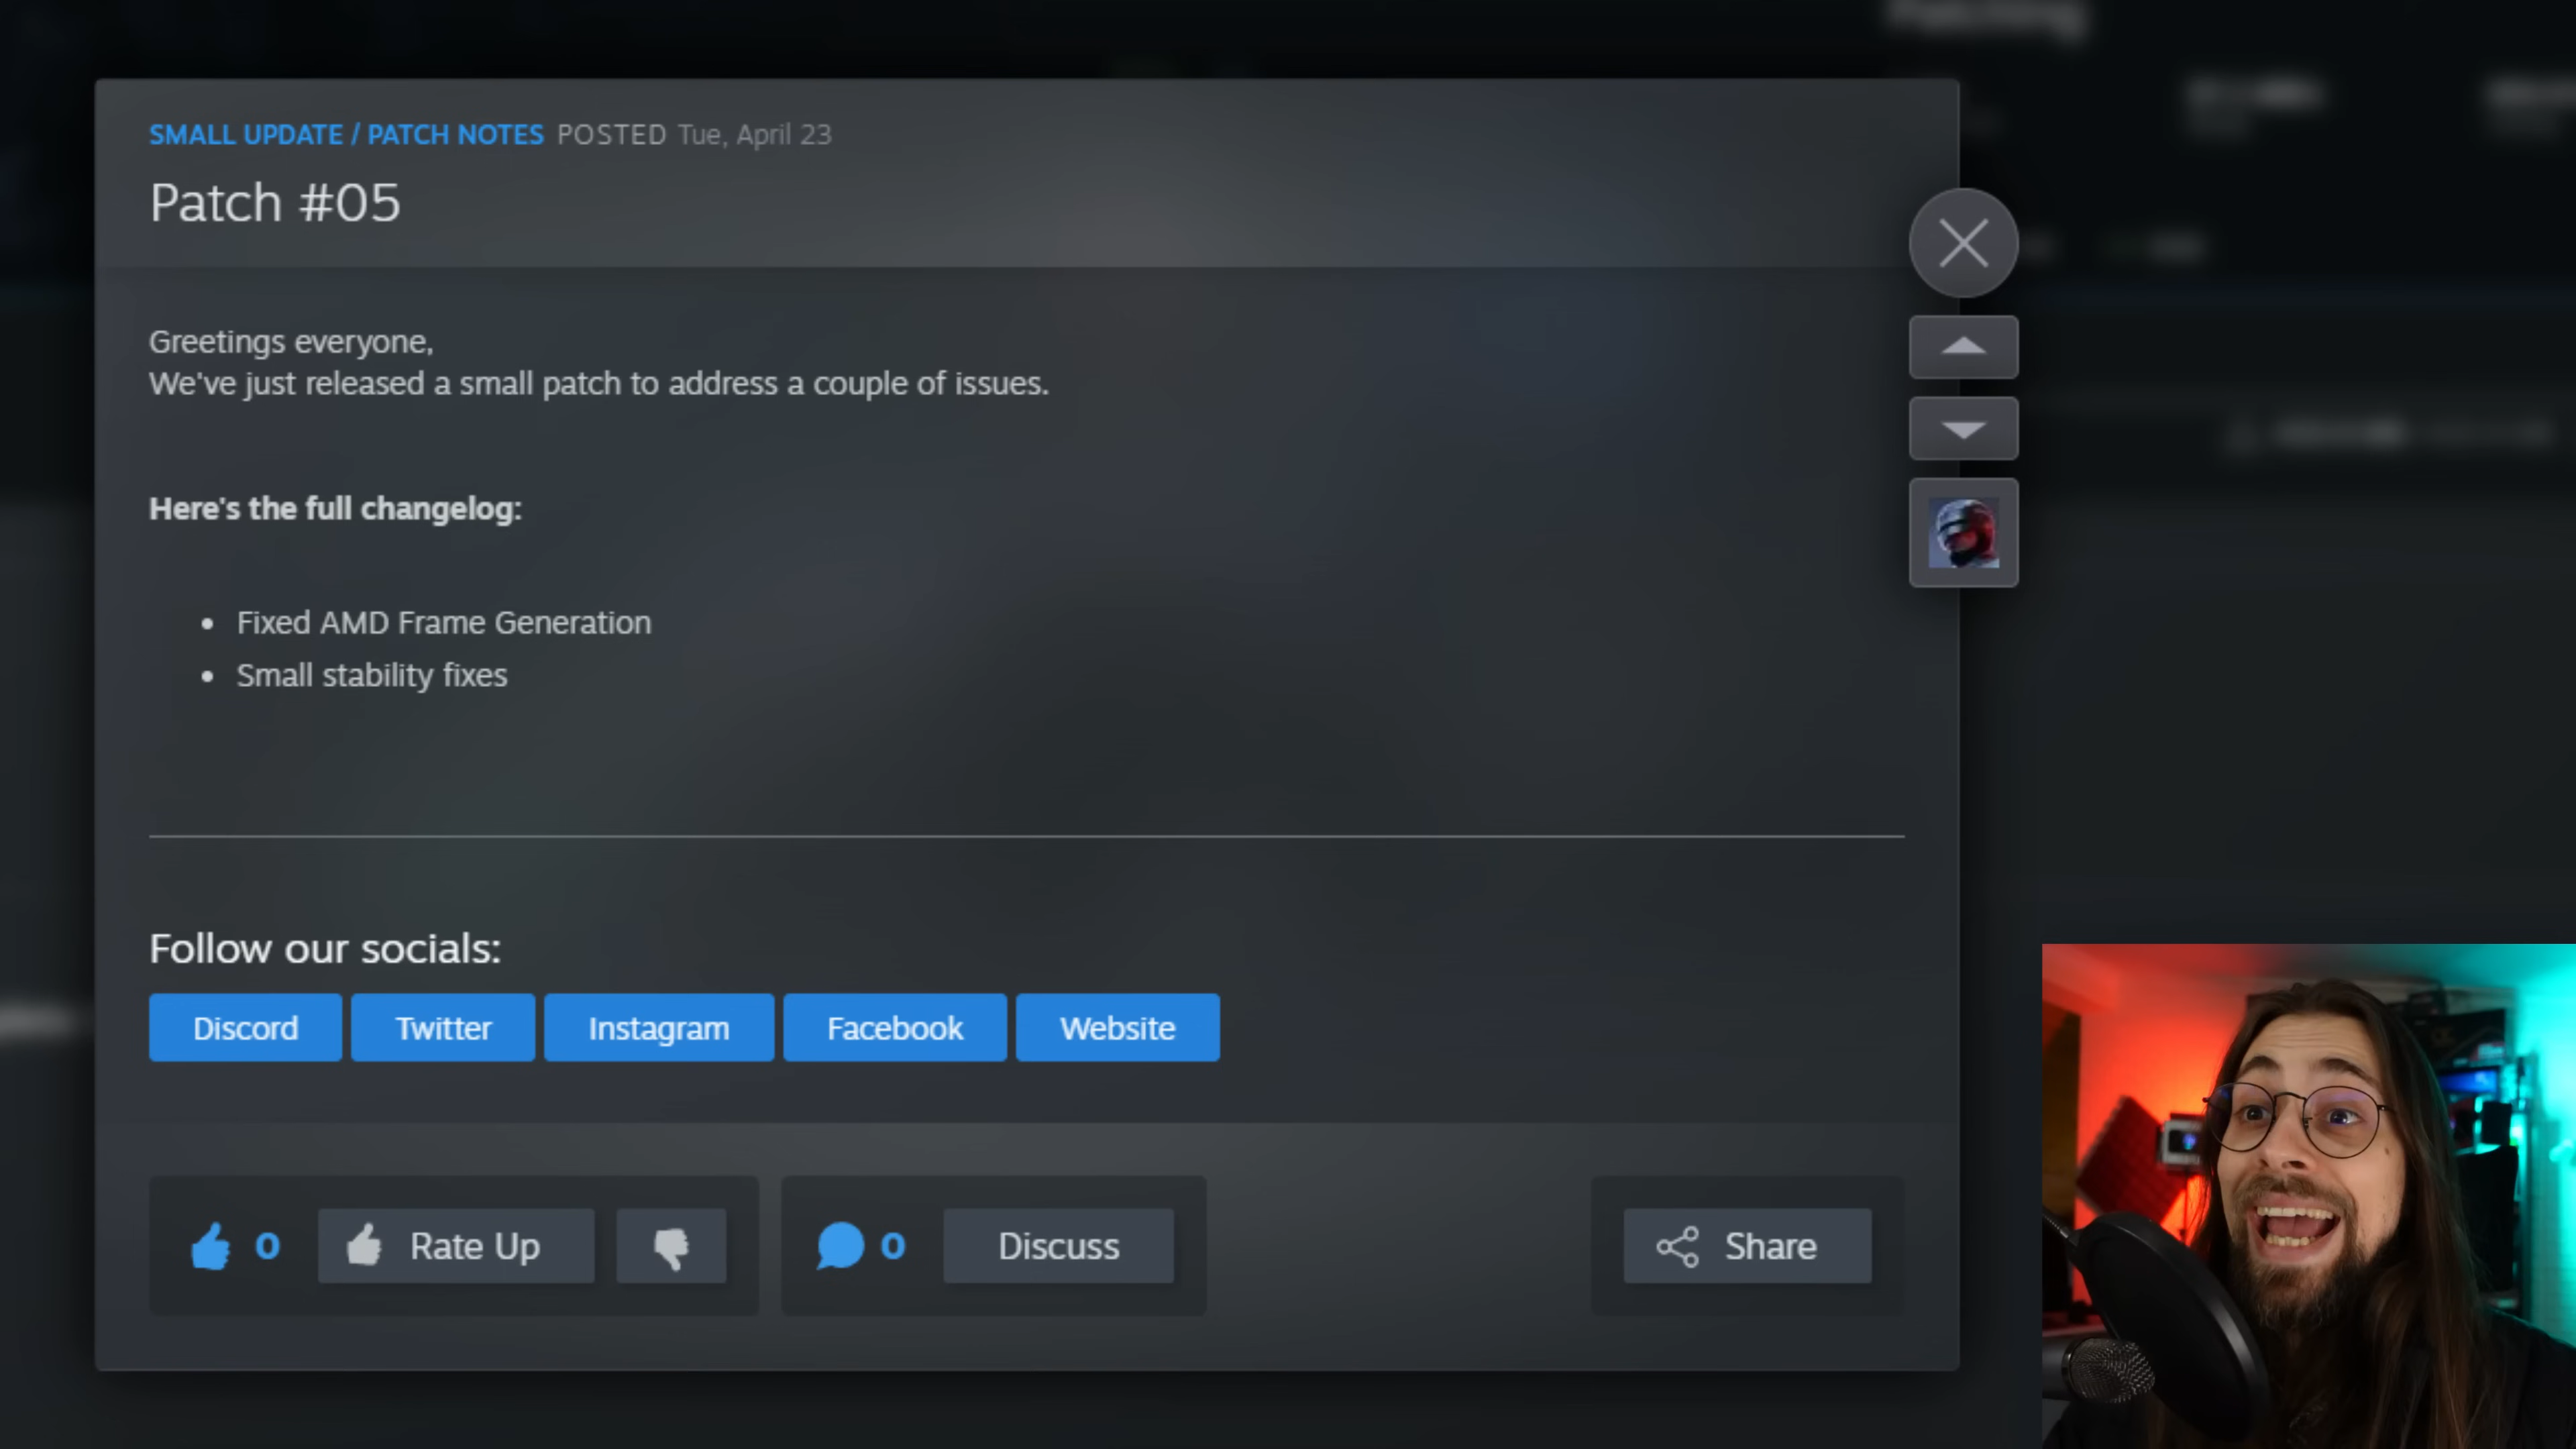 Patching
SMALL UPDATE / PATCH NOTES POSTED Tue, April 23
Patch #05
Greetings everyone,
We've just released a small patch to address a couple of issues.
Here's the full changelog:
• Fixed AMD Frame Generation
• Small stability fixes
Follow our socials:
Discord Twitter Instagram Facebook Website
0 Rate Up 0 Discuss Share